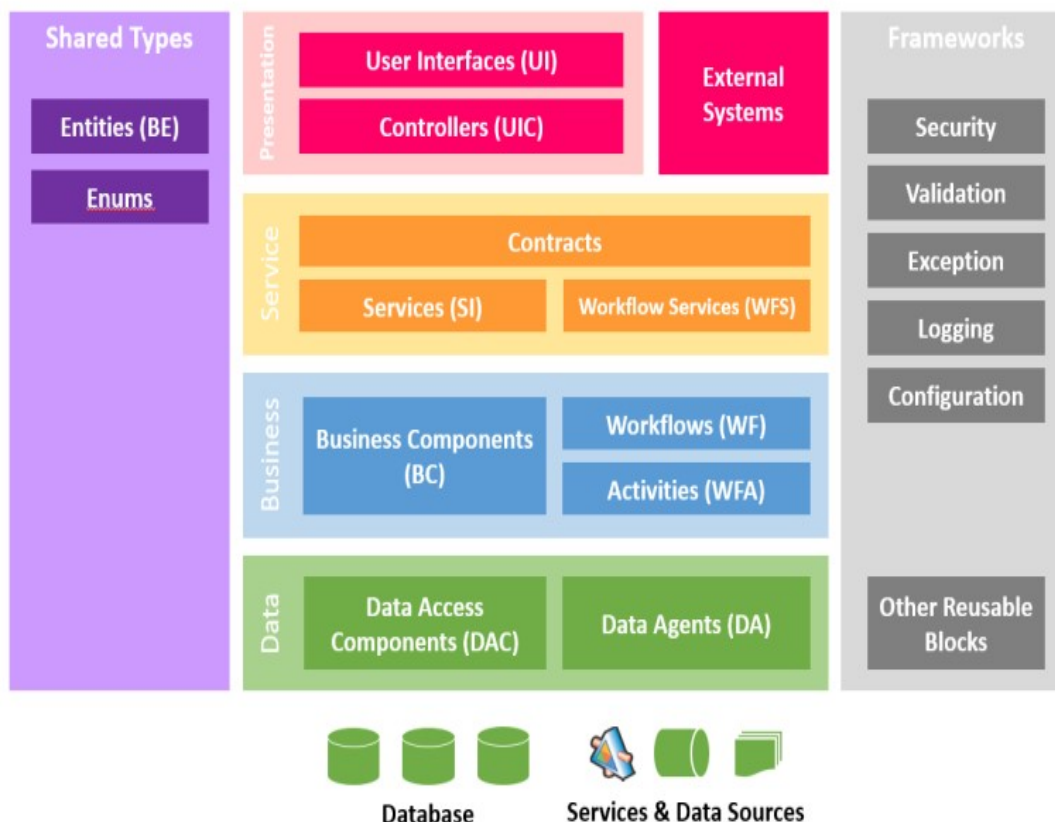 Shared Types
Entities (BE)
Enums
Presentation
User Interfaces (UI)
Controllers (UIC)
External
Systems
Service
Contracts
Services (SI)
Workflow Services (WFS)
Business
Business Components
(BC)
Workflows (WF)
Activities (WFA)
Data
Data Access
Components (DAC)
Data Agents (DA)
Frameworks
Security
Validation
Exception
Logging
Configuration
Other Reusable
Blocks
Database
Services & Data Sources